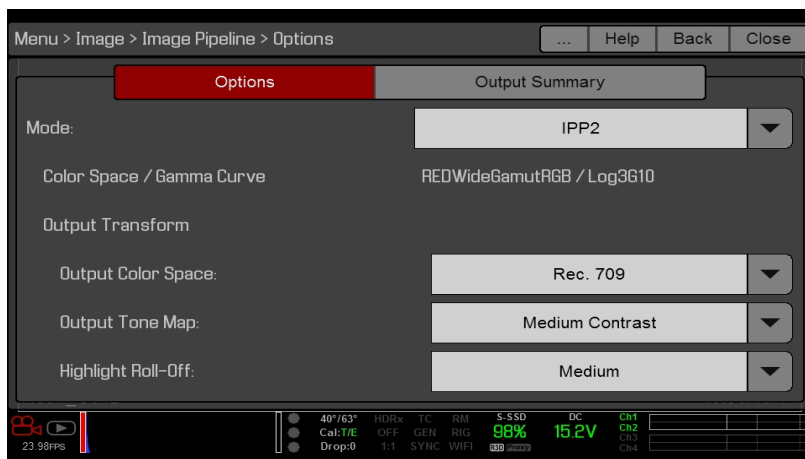 Menu > Image > Image Pipeline > Options ... Help Back Close
Options Output Summary
Mode: IPP2
Color Space / Gamma Curve REDWideGamutRGB / Log3G10
Output Transform
Output Color Space: Rec. 709
Output Tone Map: Medium Contrast
Highlight Roll-Off: Medium
40°/63° HDRx TC RM S-SSD DC Ch1
Cal:T/E OFF GEN RIG 98% 15.2V Ch2
Ch3
23.98FPS Drop:0 1:1 SYNC WIFI R3D Proxy Ch4